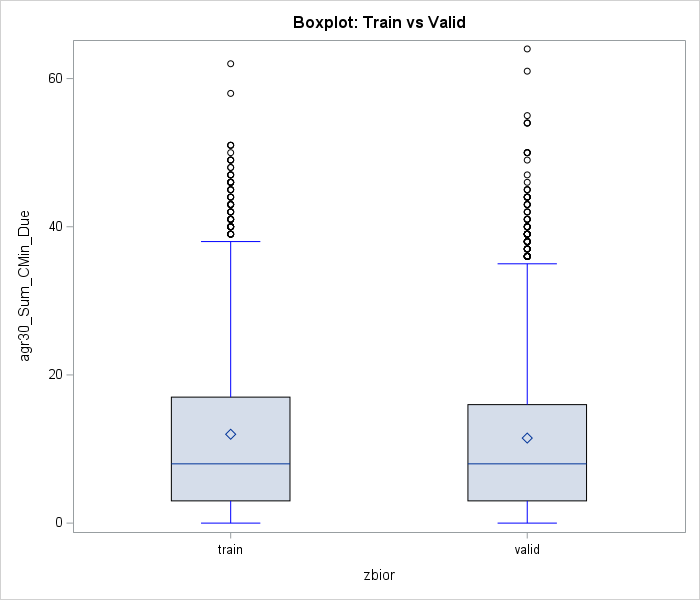 Boxplot: Train vs Valid
60
40
20
0
agr30_Sum_CMin_Due
train
valid
zbior